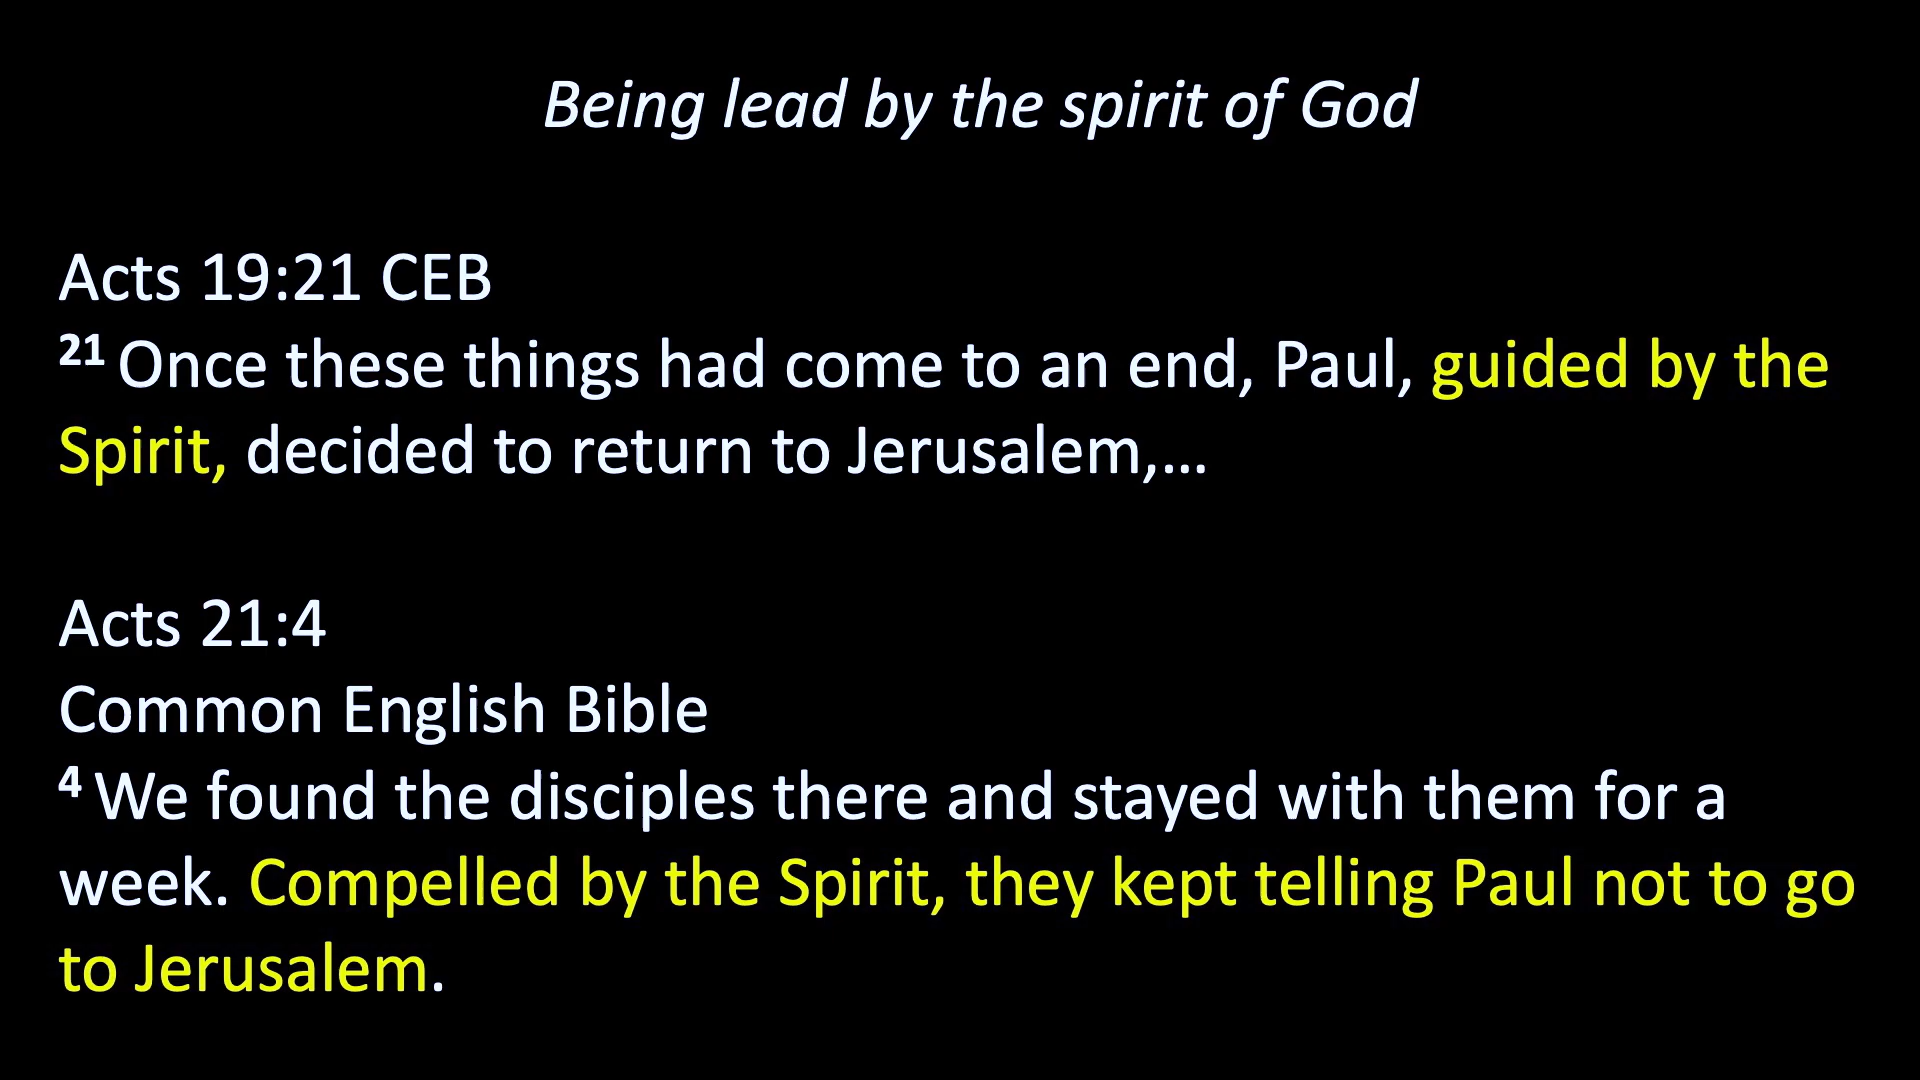 Being lead by the spirit of God
Acts 19:21 CEB
21 Once these things had come to an end, Paul, guided by the
Spirit, decided to return to Jerusalem,...
Acts 21:4
Common English Bible
4 We found the disciples there and stayed with them for a
week. Compelled by the Spirit, they kept telling Paul not to go
to Jerusalem.